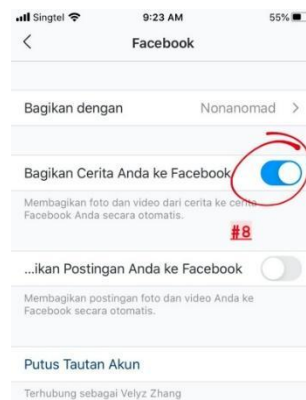 Singtel 9:23 AM 55%
Facebook
Bagikan dengan Nonanomad
Bagikan Cerita Anda ke Facebook
Membagikan foto dan video dari cerita ke cerita
Facebook Anda secara otomatis.
#8
...ikan Postingan Anda ke Facebook
Membagikan postingan foto dan video Anda ke
Facebook secara otomatis.
Putus Tautan Akun
Terhubung sebagai Velyz Zhang